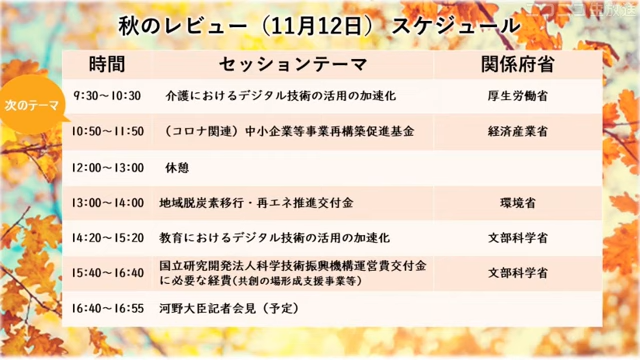 秋のレビュー（11月12日） スケジュール
時間 セッションテーマ 関係府省
9:30～10:30 介護におけるデジタル技術の活用の加速化 厚生労働省
次のテーマ
10:50～11:50 （コロナ関連）中小企業等事業再構築促進基金 経済産業省
12:00～13:00 休憩
13:00～14:00 地域脱炭素移行・再エネ推進交付金 環境省
14:20～15:20 教育におけるデジタル技術の活用の加速化 文部科学省
15:40～16:40 国立研究開発法人科学技術振興機構運営費交付金 文部科学省
に必要な経費（共創の場形成支援事業等）
16:40～16:55 河野大臣記者会見（予定）